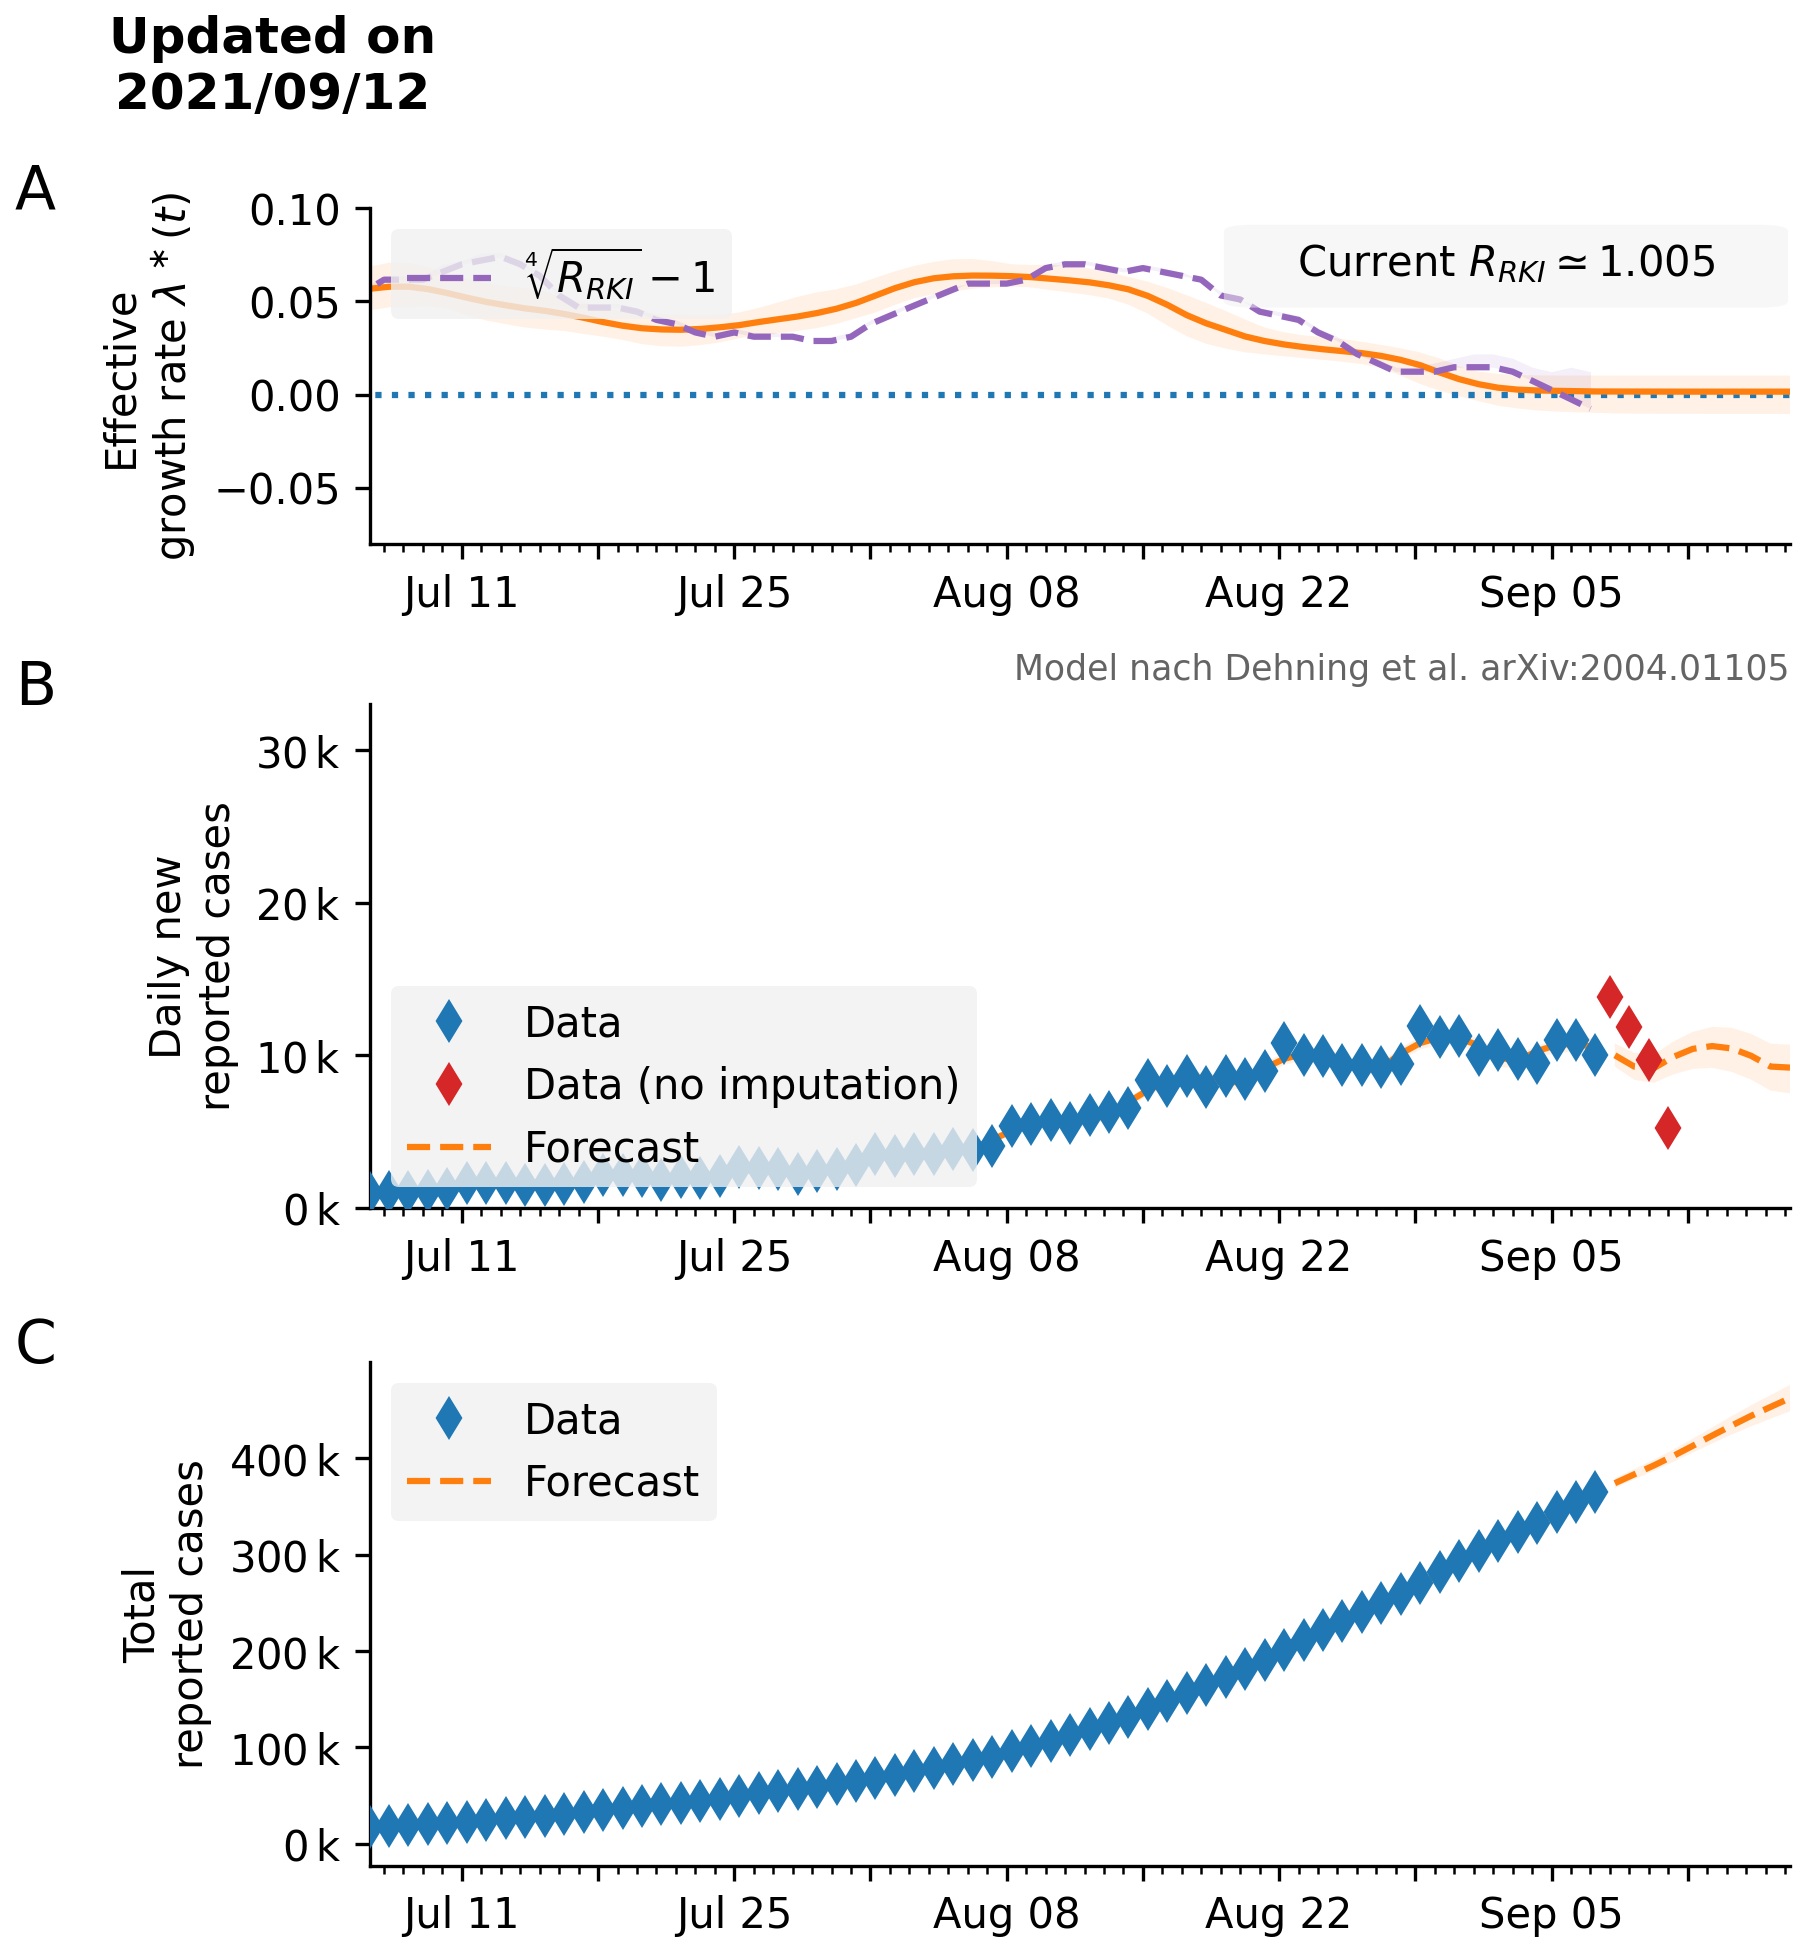 Updated on
2021/09/12
A
Effective
growth rate λ * (t)
0.10
0.05
0.00
−0.05
∜R_RKI − 1
Current R_RKI ≃ 1.005
Jul 11 Jul 25 Aug 08 Aug 22 Sep 05
B
Model nach Dehning et al. arXiv:2004.01105
Daily new
reported cases
30 k
20 k
10 k
0 k
Data
Data (no imputation)
Forecast
Jul 11 Jul 25 Aug 08 Aug 22 Sep 05
C
Total
reported cases
400 k
300 k
200 k
100 k
0 k
Data
Forecast
Jul 11 Jul 25 Aug 08 Aug 22 Sep 05